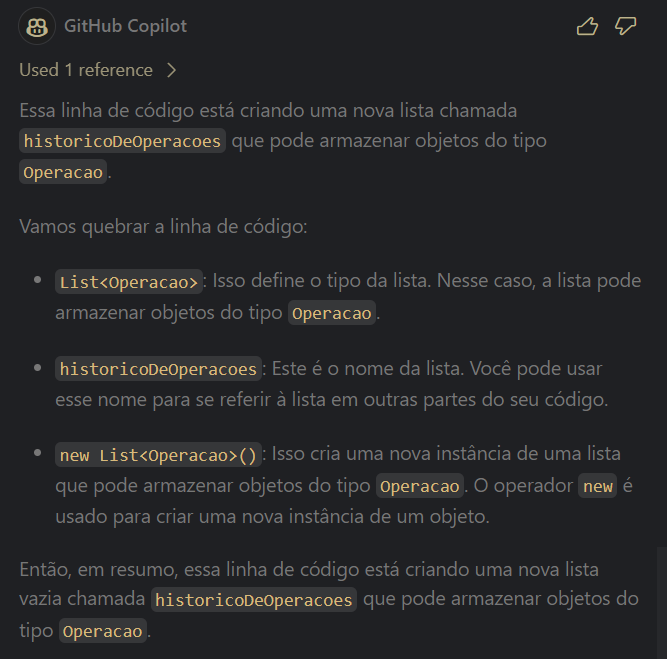 GitHub Copilot
Used 1 reference
Essa linha de código está criando uma nova lista chamada
historicoDeOperacoes que pode armazenar objetos do tipo
Operacao.
Vamos quebrar a linha de código:
• List<Operacao>: Isso define o tipo da lista. Nesse caso, a lista pode
armazenar objetos do tipo Operacao.
• historicoDeOperacoes: Este é o nome da lista. Você pode usar
esse nome para se referir à lista em outras partes do seu código.
• new List<Operacao>(): Isso cria uma nova instância de uma lista
que pode armazenar objetos do tipo Operacao. O operador new é
usado para criar uma nova instância de um objeto.
Então, em resumo, essa linha de código está criando uma nova lista
vazia chamada historicoDeOperacoes que pode armazenar objetos do
tipo Operacao.